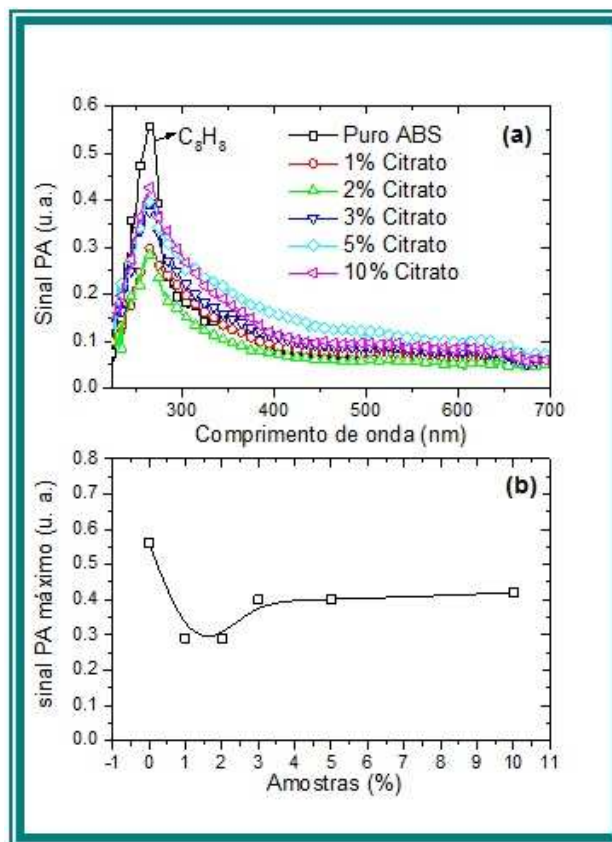 0.6
0.5
0.4
0.3
0.2
0.1
0.0
Sinal PA (u.a.)
C₈H₈
Puro ABS
1% Citrato
2% Citrato
3% Citrato
5% Citrato
10% Citrato
(a)
300 400 500 600 700
Comprimento de onda (nm)
0.8
0.7
0.6
0.5
0.4
0.3
0.2
0.1
0.0
sinal PA máximo (u. a.)
(b)
-1 0 1 2 3 4 5 6 7 8 9 10 11
Amostras (%)